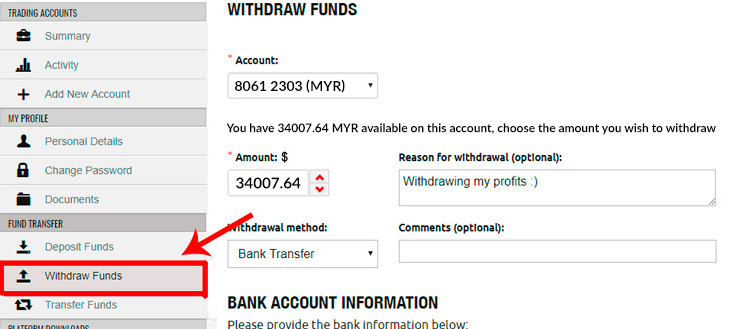 TRADING ACCOUNTS
Summary
Activity
Add New Account
MY PROFILE
Personal Details
Change Password
Documents
FUND TRANSFER
Deposit Funds
Withdraw Funds
Transfer Funds
PLATFORM DOWNLOADS
WITHDRAW FUNDS
* Account:
8061 2303 (MYR)
You have 34007.64 MYR available on this account, choose the amount you wish to withdraw
* Amount: $
34007.64
Reason for withdrawal (optional):
Withdrawing my profits :)
Withdrawal method:
Bank Transfer
Comments (optional):
BANK ACCOUNT INFORMATION
Please provide the bank information below: